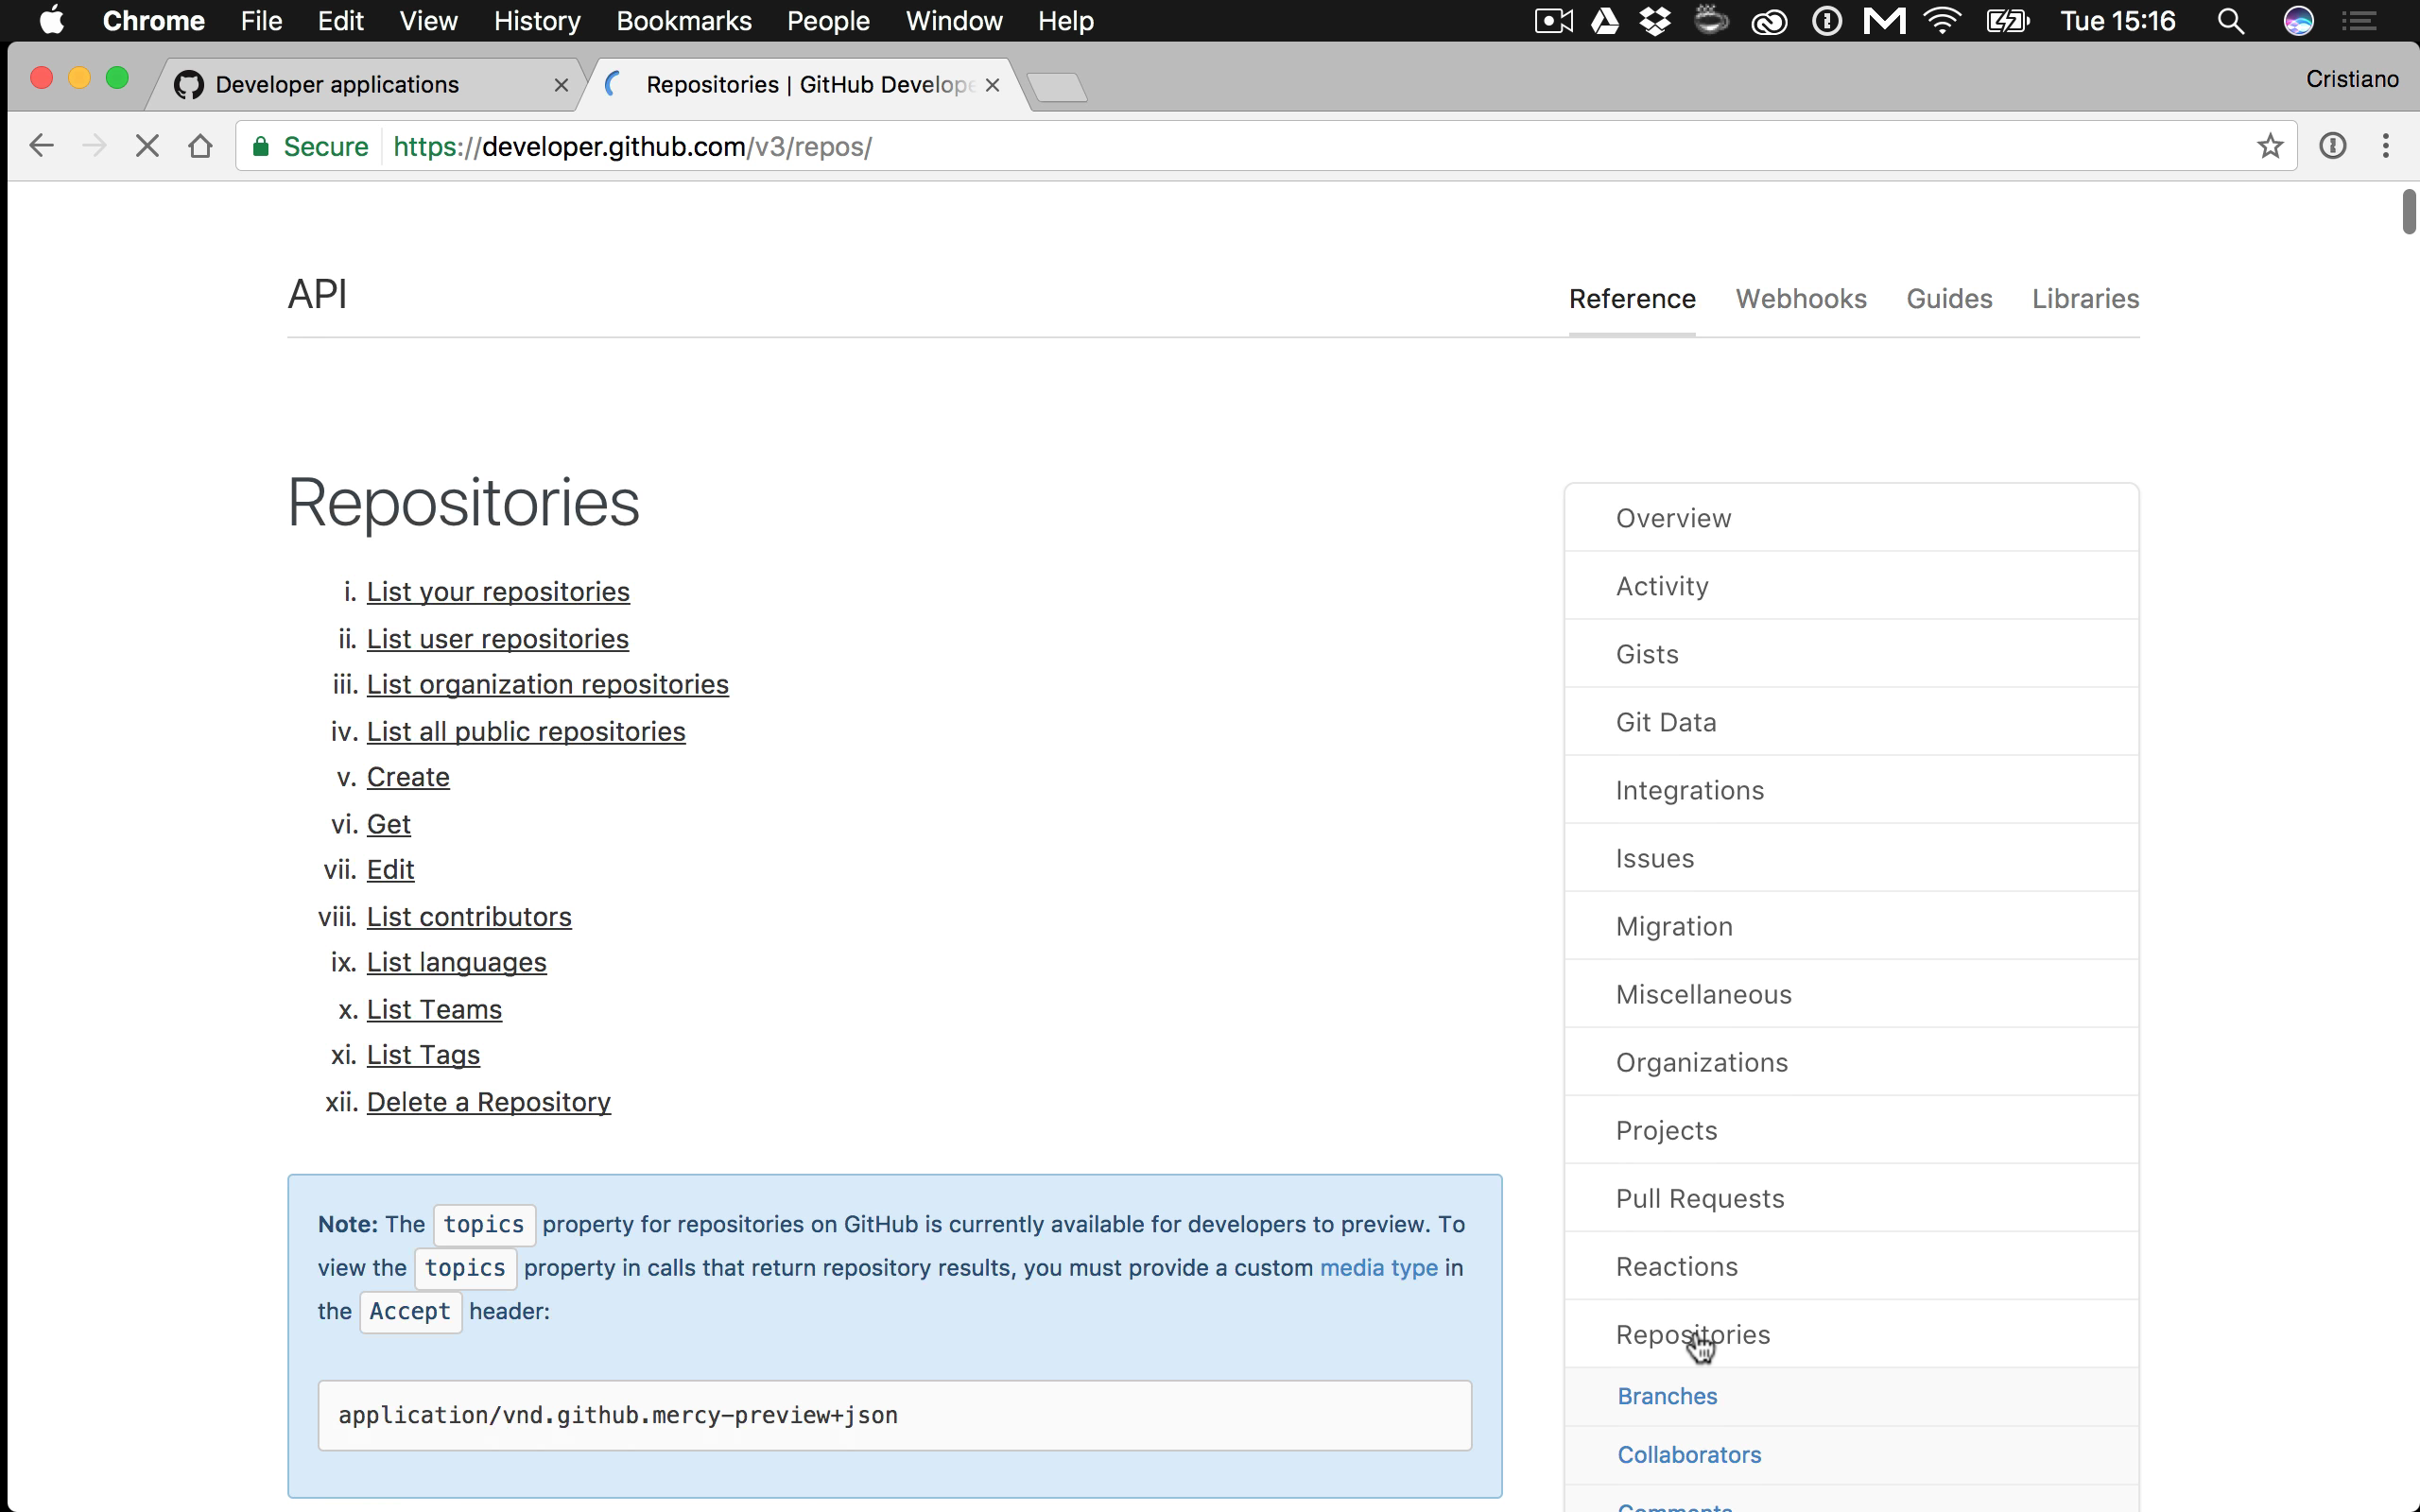 Chrome File Edit View History Bookmarks People Window Help Tue 15:16
Developer applications Repositories | GitHub Develope Cristiano
Secure https://developer.github.com/v3/repos/
API Reference Webhooks Guides Libraries
Repositories
i. List your repositories
ii. List user repositories
iii. List organization repositories
iv. List all public repositories
v. Create
vi. Get
vii. Edit
viii. List contributors
ix. List languages
x. List Teams
xi. List Tags
xii. Delete a Repository
Note: The topics property for repositories on GitHub is currently available for developers to preview. To
view the topics property in calls that return repository results, you must provide a custom media type in
the Accept header:
application/vnd.github.mercy-preview+json
Overview
Activity
Gists
Git Data
Integrations
Issues
Migration
Miscellaneous
Organizations
Projects
Pull Requests
Reactions
Repositories
Branches
Collaborators
Comments